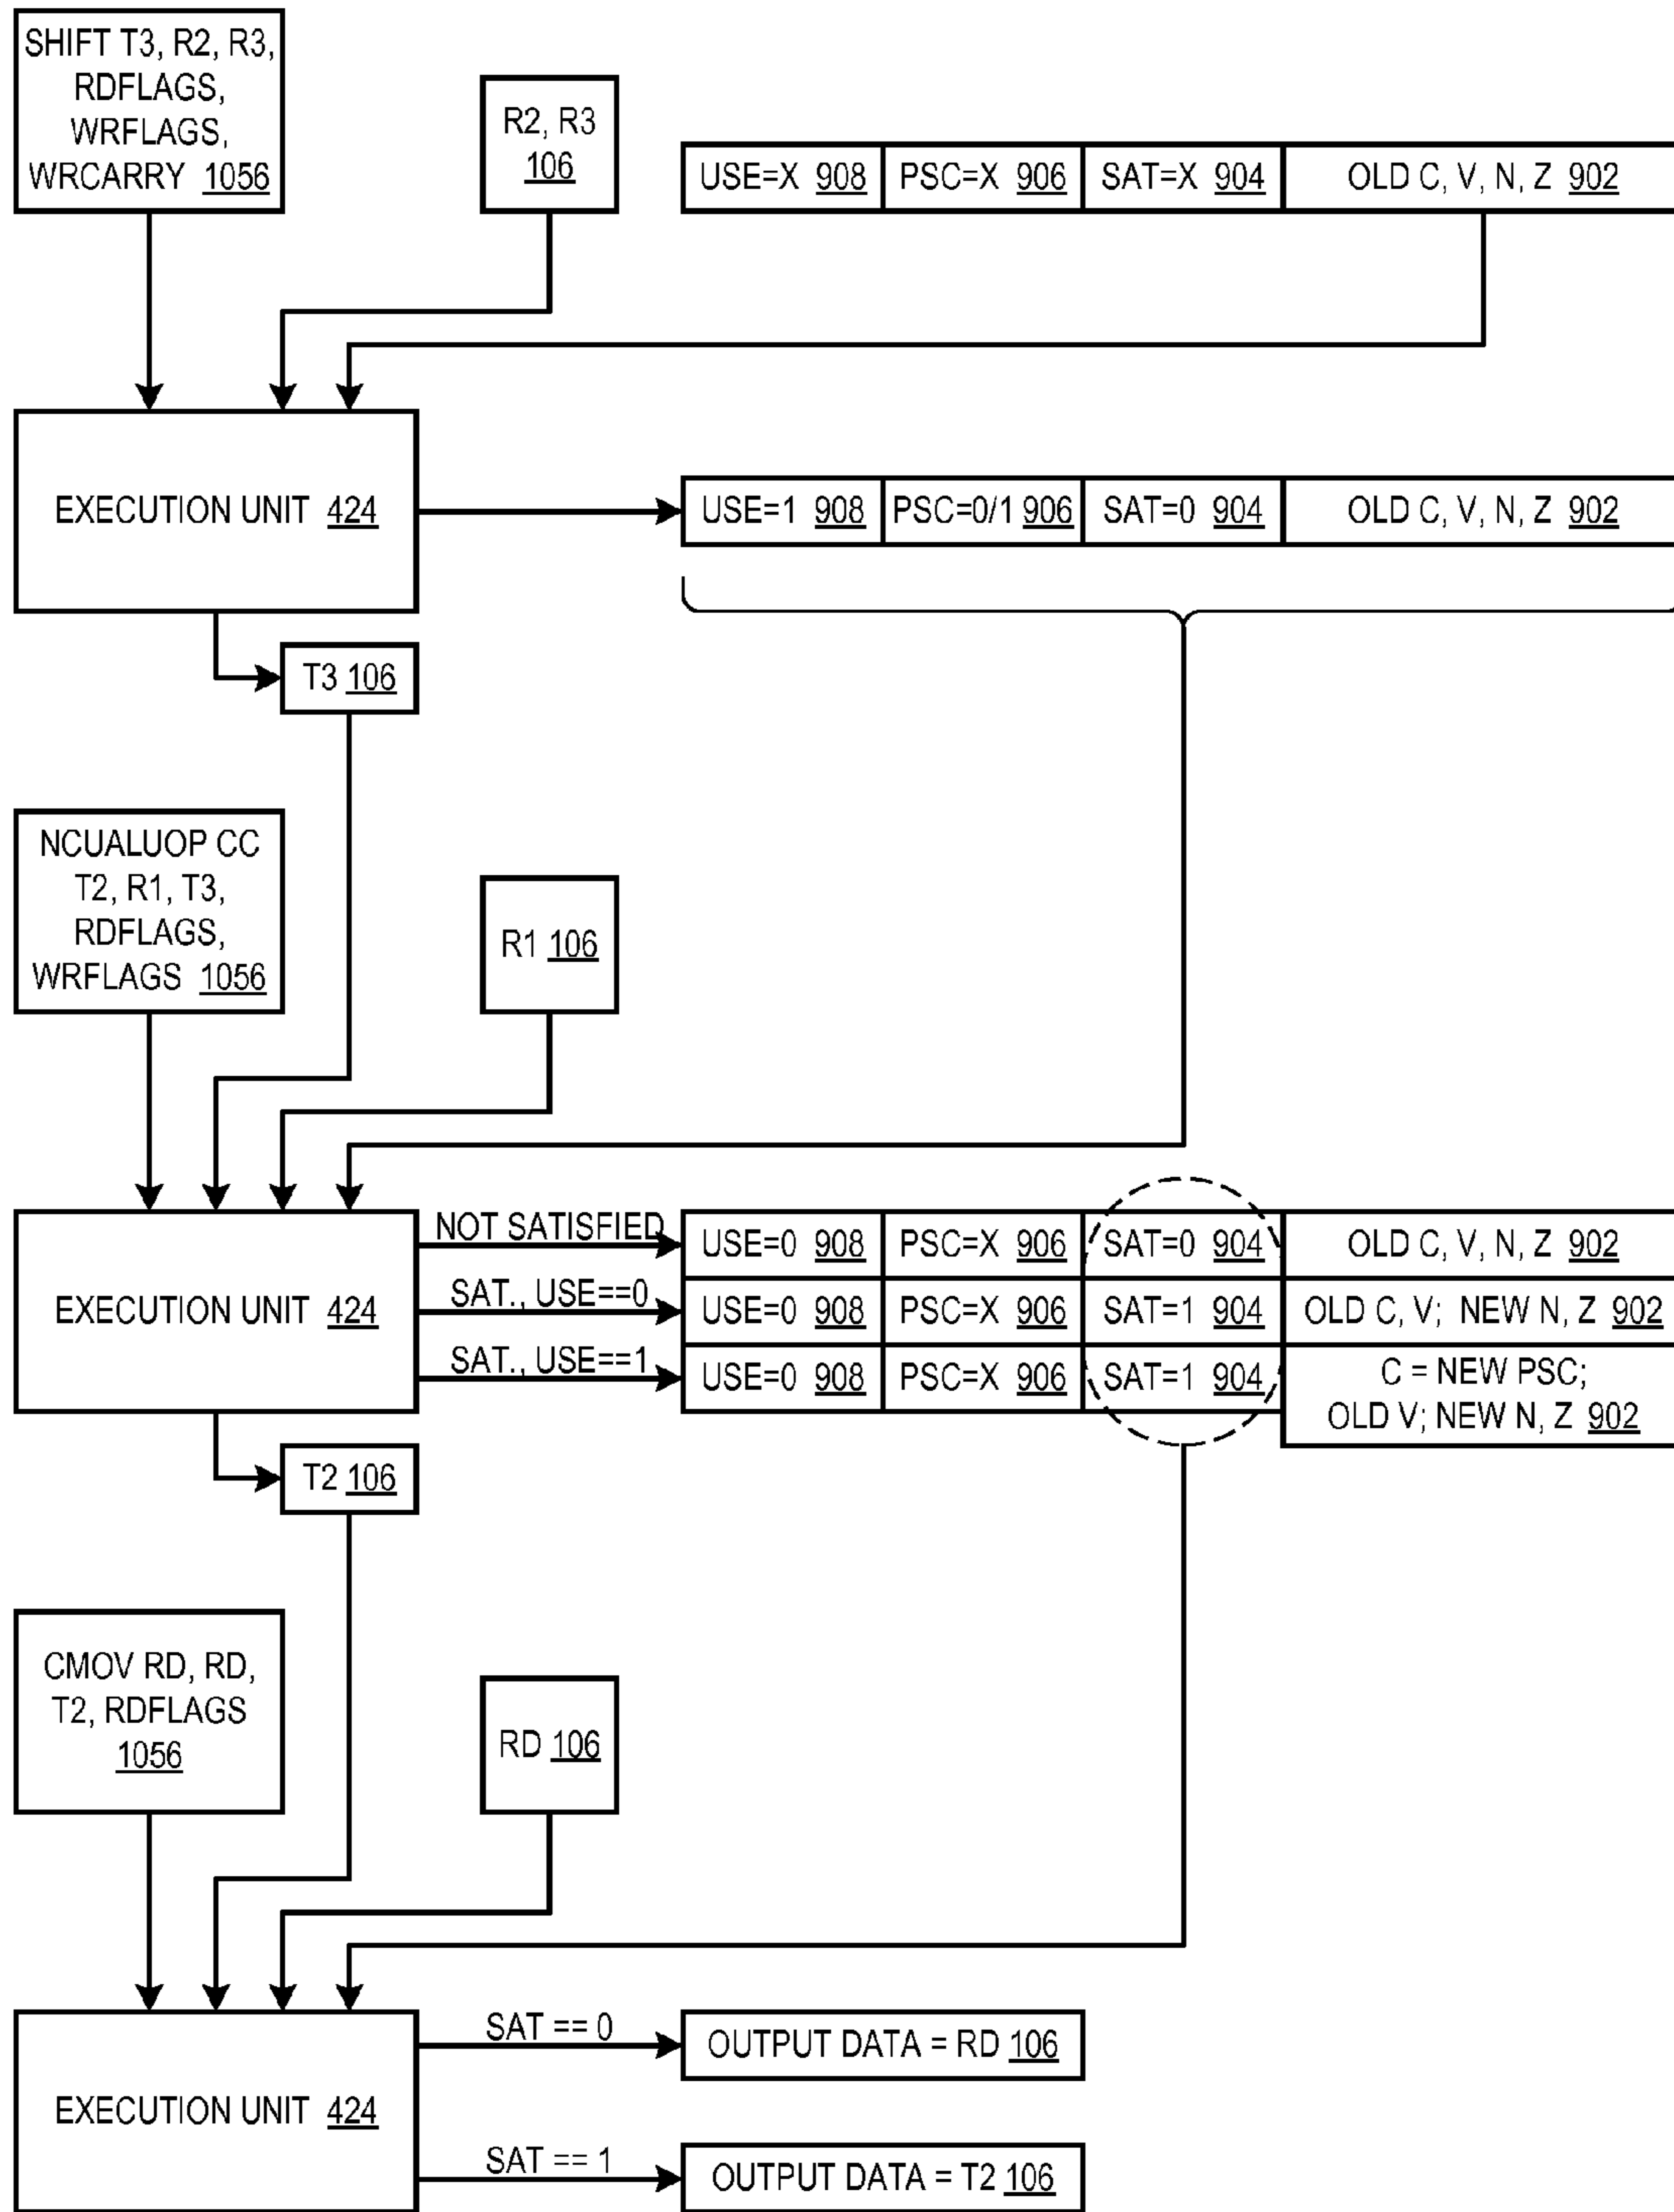 SHIFT T3, R2, R3,
RDFLAGS,
WRFLAGS,
WRCARRY 1056
R2, R3
106
USE=X 908 PSC=X 906 SAT=X 904 OLD C, V, N, Z 902
EXECUTION UNIT 424
USE=1 908 PSC=0/1 906 SAT=0 904 OLD C, V, N, Z 902
T3 106
NCUALUOP CC
T2, R1, T3,
RDFLAGS,
WRFLAGS 1056
R1 106
EXECUTION UNIT 424
NOT SATISFIED
USE=0 908 PSC=X 906 SAT=0 904 OLD C, V, N, Z 902
SAT., USE==0
USE=0 908 PSC=X 906 SAT=1 904 OLD C, V; NEW N, Z 902
SAT., USE==1
USE=0 908 PSC=X 906 SAT=1 904
C = NEW PSC;
OLD V; NEW N, Z 902
T2 106
CMOV RD, RD,
T2, RDFLAGS
1056
RD 106
EXECUTION UNIT 424
SAT == 0
OUTPUT DATA = RD 106
SAT == 1
OUTPUT DATA = T2 106